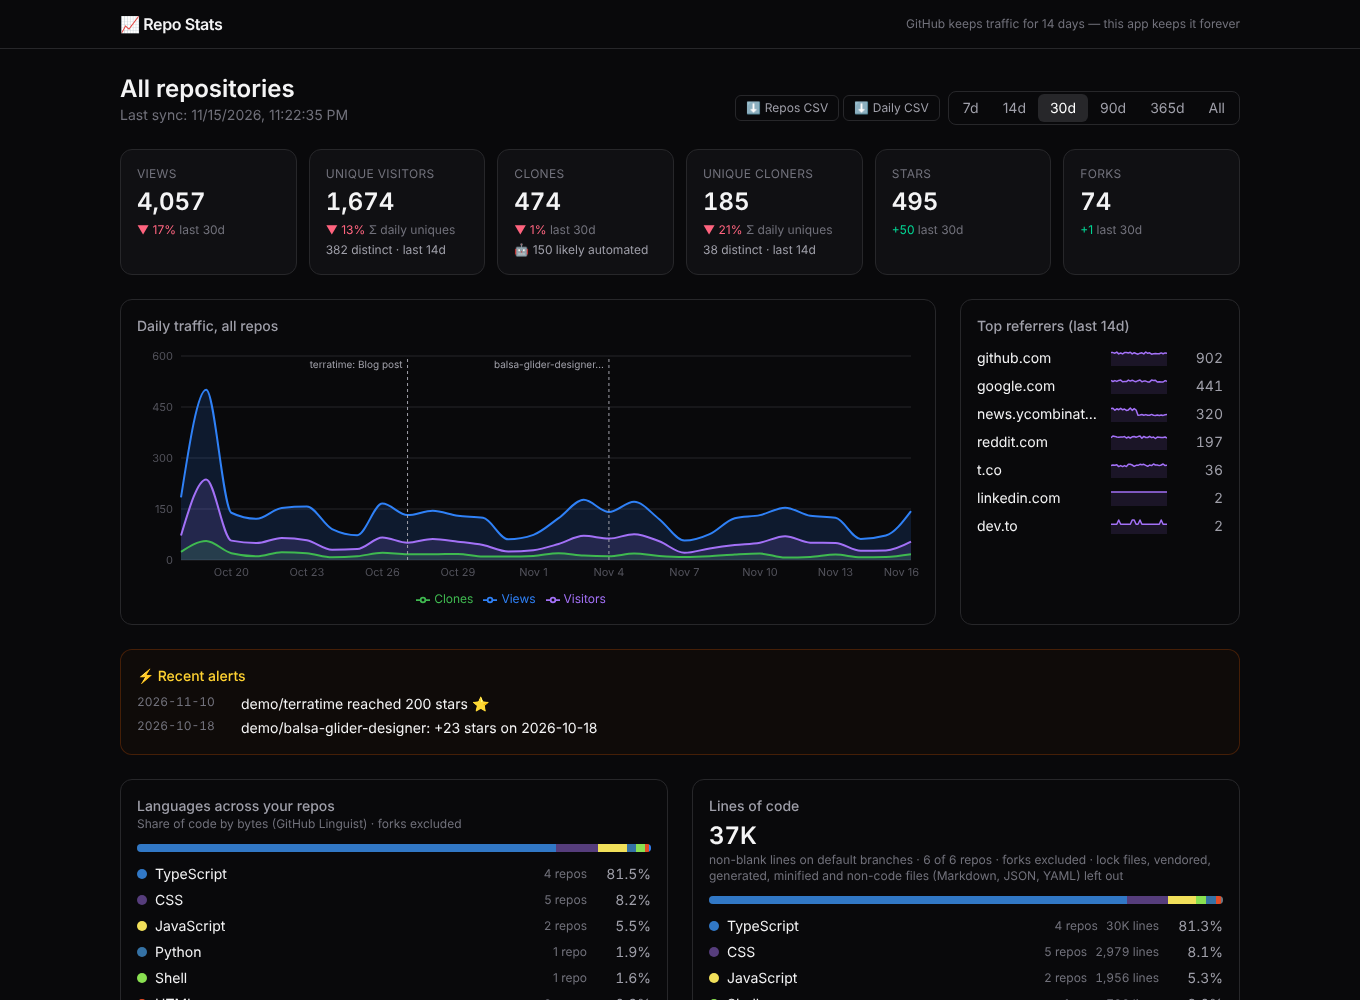 📈 Repo Stats
GitHub keeps traffic for 14 days — this app keeps it forever
All repositories
Last sync: 11/15/2026, 11:22:35 PM
⬇️ Repos CSV
⬇️ Daily CSV
7d 14d 30d 90d 365d All
VIEWS
4,057
▼ 17% last 30d
UNIQUE VISITORS
1,674
▼ 13% Σ daily uniques
382 distinct · last 14d
CLONES
474
▼ 1% last 30d
🤖 150 likely automated
UNIQUE CLONERS
185
▼ 21% Σ daily uniques
38 distinct · last 14d
STARS
495
+50 last 30d
FORKS
74
+1 last 30d
Daily traffic, all repos
600
450
300
150
0
terratime: Blog post
balsa-glider-designer...
Oct 20 Oct 23 Oct 26 Oct 29 Nov 1 Nov 4 Nov 7 Nov 10 Nov 13 Nov 16
Clones Views Visitors
Top referrers (last 14d)
github.com 902
google.com 441
news.ycombinat... 320
reddit.com 197
t.co 36
linkedin.com 2
dev.to 2
⚡ Recent alerts
2026-11-10 demo/terratime reached 200 stars ⭐
2026-10-18 demo/balsa-glider-designer: +23 stars on 2026-10-18
Languages across your repos
Share of code by bytes (GitHub Linguist) · forks excluded
TypeScript 4 repos 81.5%
CSS 5 repos 8.2%
JavaScript 2 repos 5.5%
Python 1 repo 1.9%
Shell 1 repo 1.6%
Lines of code
37K
non-blank lines on default branches · 6 of 6 repos · forks excluded · lock files, vendored,
generated, minified and non-code files (Markdown, JSON, YAML) left out
TypeScript 4 repos 30K lines 81.3%
CSS 5 repos 2,979 lines 8.1%
JavaScript 2 repos 1,956 lines 5.3%